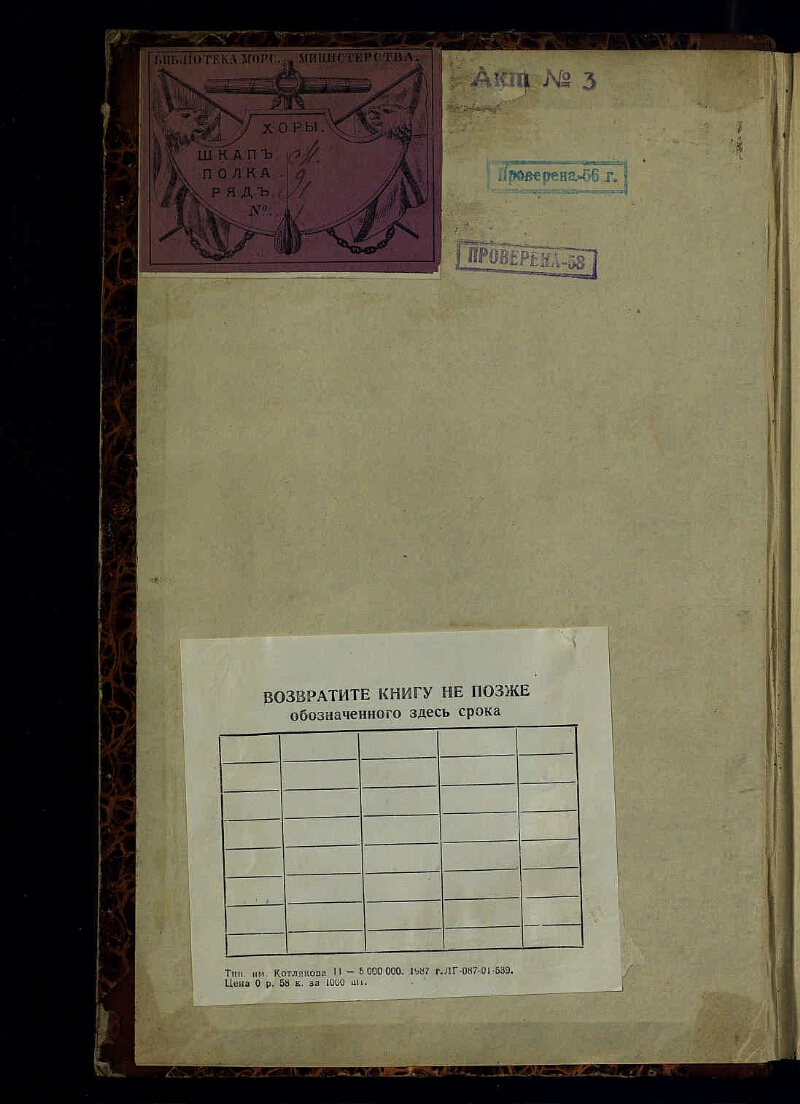 БИБЛІОТЕКА МОРС. МИНИСТЕРСТВА.
ХОРЫ.
ШКАПЪ.
ПОЛКА.
РЯДЪ.
№.
Акт № 3
Проверена-56 г.
ПРОВЕРЕНА-58
ВОЗВРАТИТЕ КНИГУ НЕ ПОЗЖЕ
обозначенного здесь срока
Тип. им. Котлякова 11 — 5 000 000. 1987 г. ЛГ-087-01-589.
Цена 0 р. 58 к. за 1000 шт.